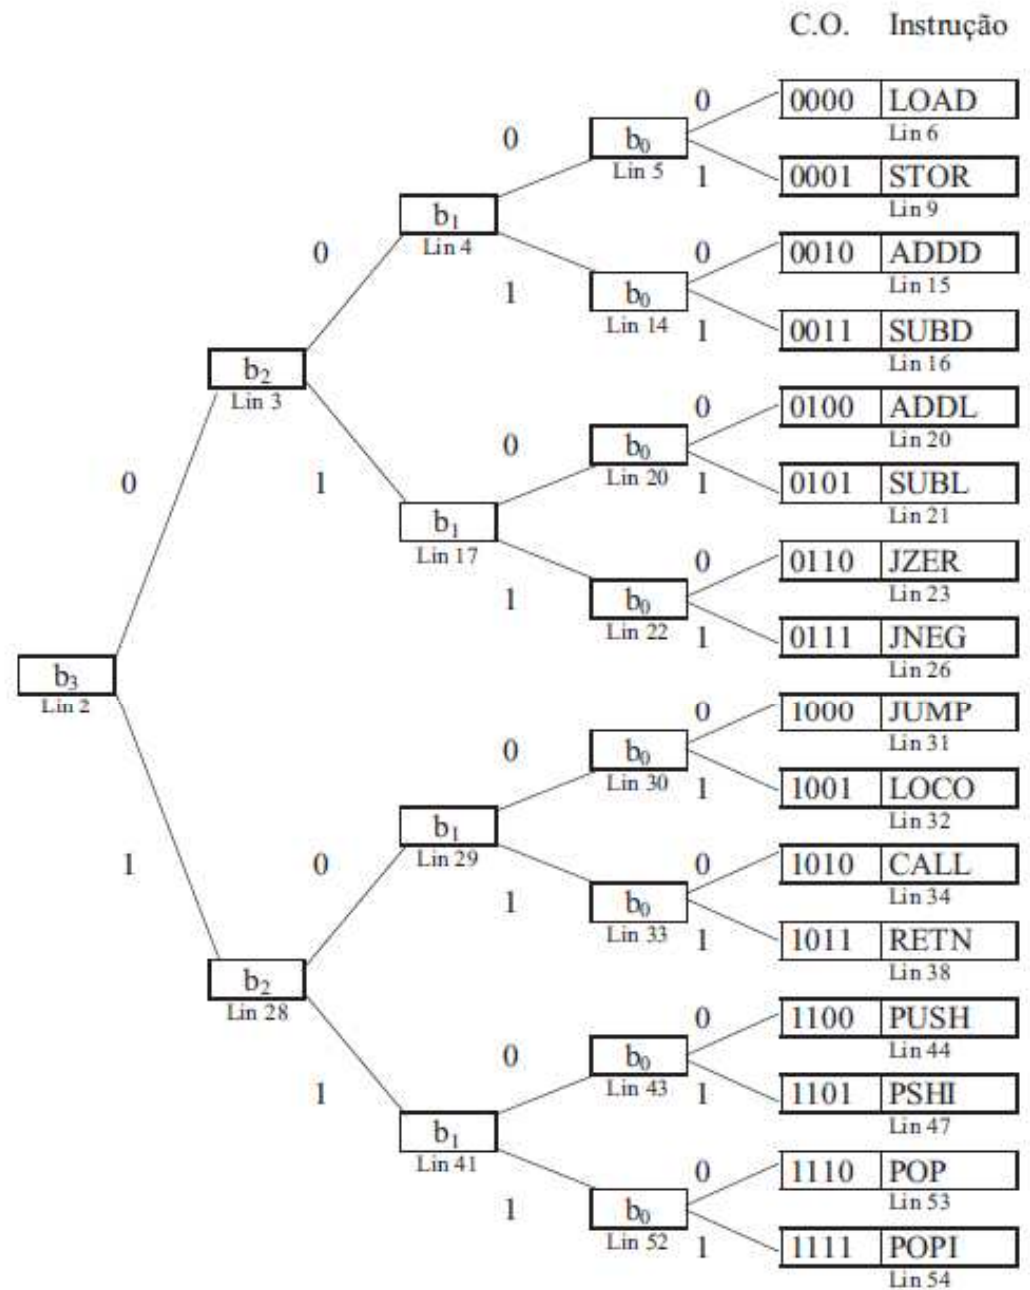 C.O. Instrução
0 0000 LOAD
0 b0 Lin 6
Lin 5 1 0001 STOR
b1 Lin 9
Lin 4
0 0 0010 ADDD
1 b0 Lin 15
Lin 14 1 0011 SUBD
b2 Lin 16
Lin 3
0 0100 ADDL
0 b0 Lin 20
0 1 Lin 20 1 0101 SUBL
b1 Lin 21
Lin 17
0 0110 JZER
1 b0 Lin 23
Lin 22 1 0111 JNEG
b3 Lin 26
Lin 2
0 1000 JUMP
0 b0 Lin 31
Lin 30 1 1001 LOCO
b1 Lin 32
Lin 29
1 0 0 1010 CALL
1 b0 Lin 34
Lin 33 1 1011 RETN
b2 Lin 38
Lin 28
0 1100 PUSH
0 b0 Lin 44
1 Lin 43 1 1101 PSHI
b1 Lin 47
Lin 41
0 1110 POP
1 b0 Lin 53
Lin 52 1 1111 POPI
Lin 54